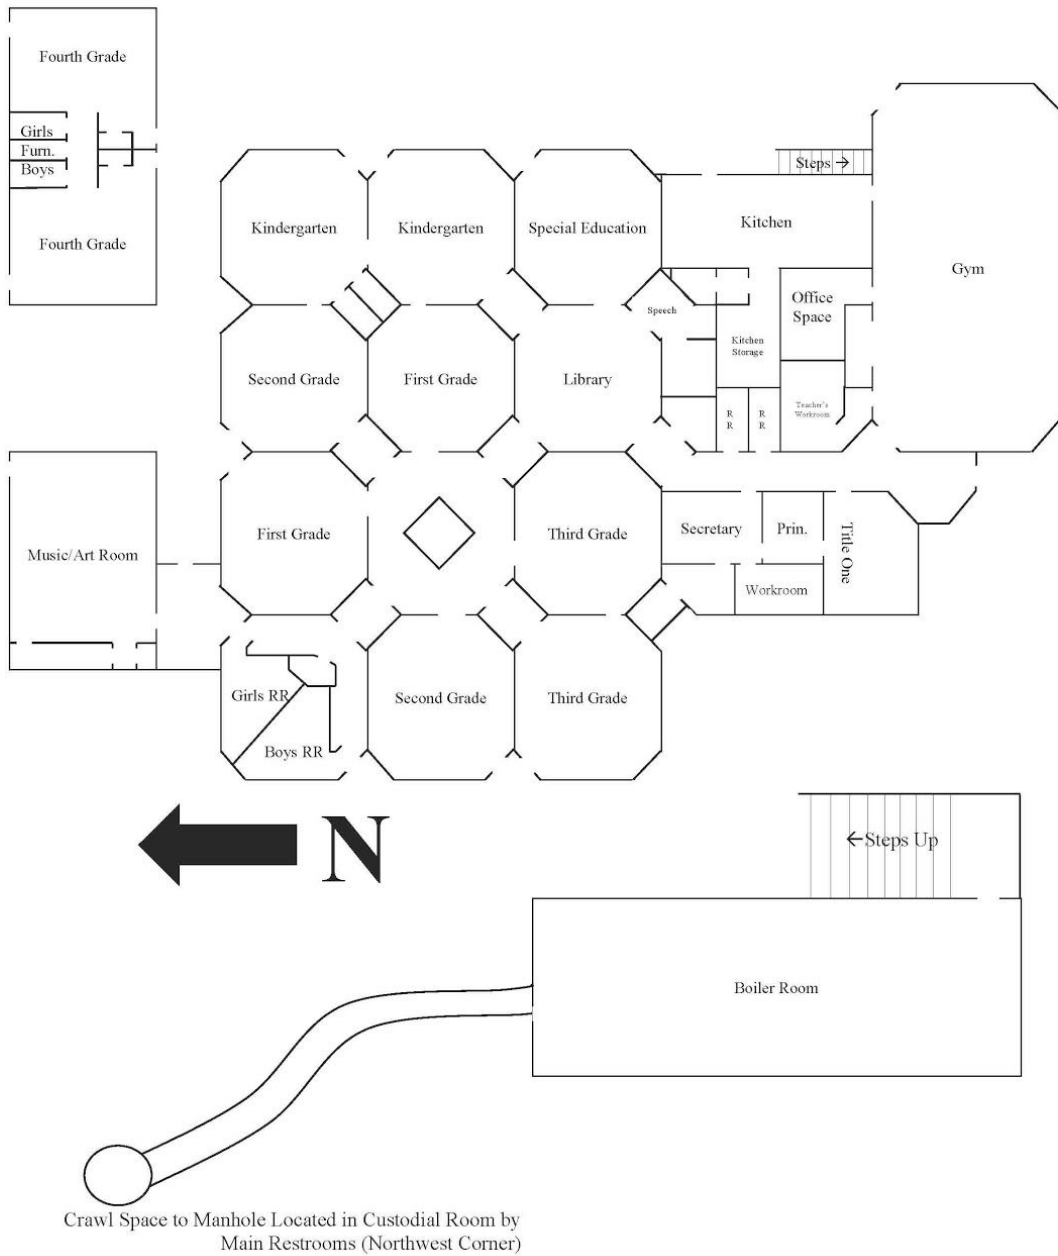 Fourth Grade
Girls
Furn.
Boys
Fourth Grade
Steps →
Kindergarten
Kindergarten
Special Education
Kitchen
Gym
Office
Space
Speech
Kitchen
Storage
Second Grade
First Grade
Library
Teacher's
Workroom
R
R
R
R
Music/Art Room
First Grade
Third Grade
Secretary
Prin.
Title One
Workroom
Girls RR
Boys RR
Second Grade
Third Grade
N
←Steps Up
Boiler Room
Crawl Space to Manhole Located in Custodial Room by
Main Restrooms (Northwest Corner)